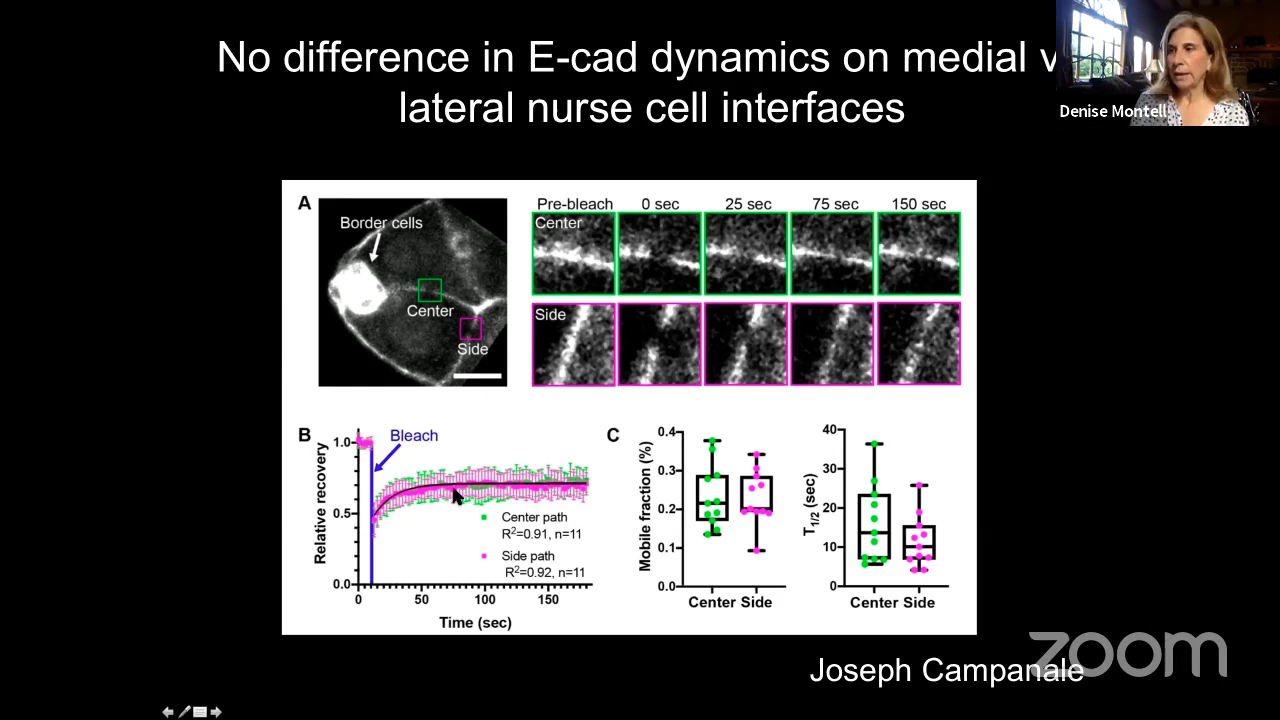 No difference in E-cad dynamics on medial v
lateral nurse cell interfaces
Denise Montell
A
Border cells
Center
Side
Pre-bleach 0 sec 25 sec 75 sec 150 sec
Center
Side
B
Relative recovery
1.0
0.5
0.0
Bleach
Center path
R²=0.91, n=11
Side path
R²=0.92, n=11
0 50 100 150
Time (sec)
C
Mobile fraction (%)
0.4
0.3
0.2
0.1
0.0
Center Side
T1/2 (sec)
40
30
20
10
0
Center Side
Joseph Campanale
zoom